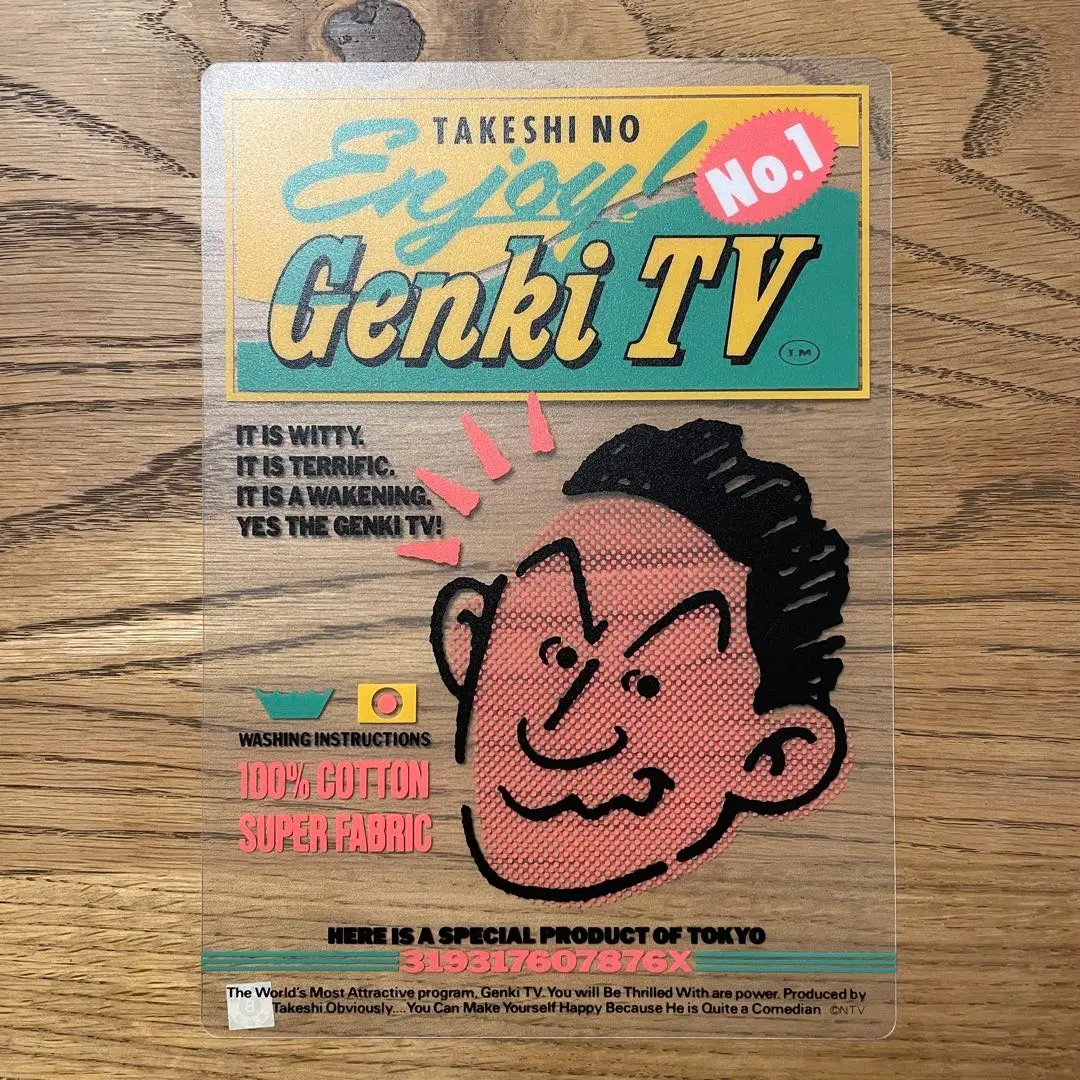 TAKESHI NO
Enjoy!
No.1
Genki TV
T.M
IT IS WITTY.
IT IS TERRIFIC.
IT IS A WAKENING.
YES THE GENKI TV!
WASHING INSTRUCTIONS
100% COTTON
SUPER FABRIC
HERE IS A SPECIAL PRODUCT OF TOKYO
319317607876X
The World's Most Attractive program, Genki TV. You will Be Thrilled With are power. Produced by
Takeshi Obviously.... You Can Make Yourself Happy Because He is Quite a Comedian ©NTV